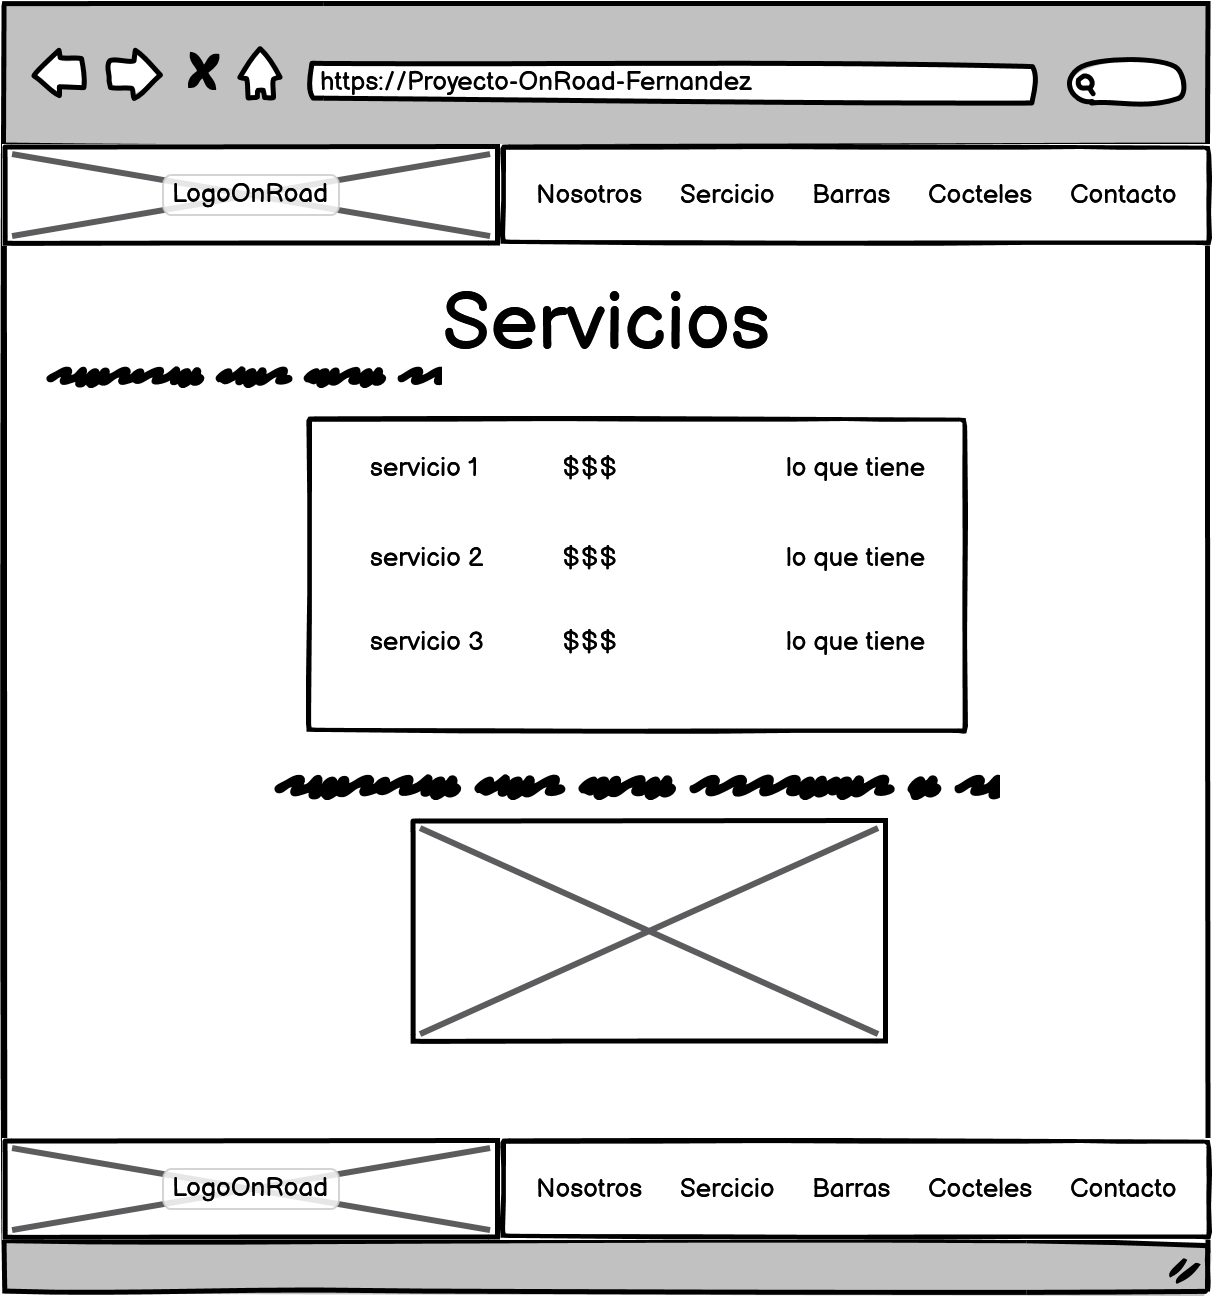 https://Proyecto-OnRoad-Fernandez
LogoOnRoad
Nosotros Sercicio Barras Cocteles Contacto
Servicios
servicio 1 $$$ lo que tiene
servicio 2 $$$ lo que tiene
servicio 3 $$$ lo que tiene
LogoOnRoad
Nosotros Sercicio Barras Cocteles Contacto